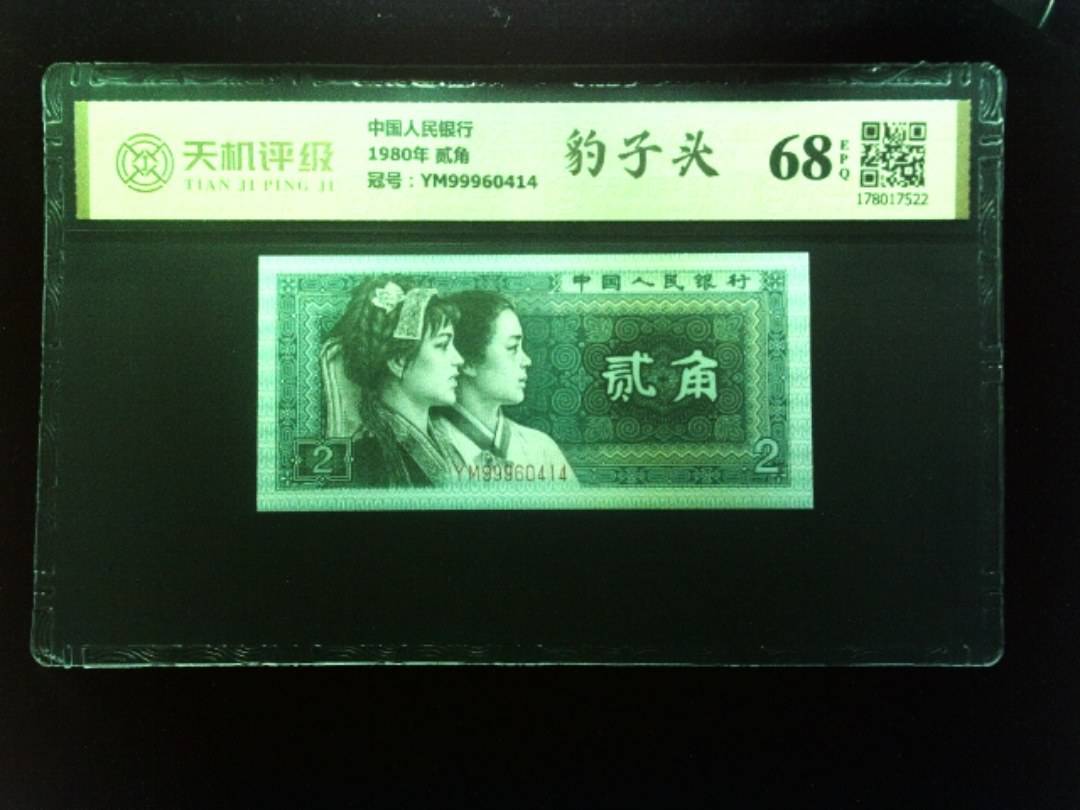 天机评级
TIAN JI PING JI
中国人民银行
1980年 贰角
冠号：YM99960414
豹子头
68
EPQ
178017522
中国人民银行
贰角
2
2
YM99960414